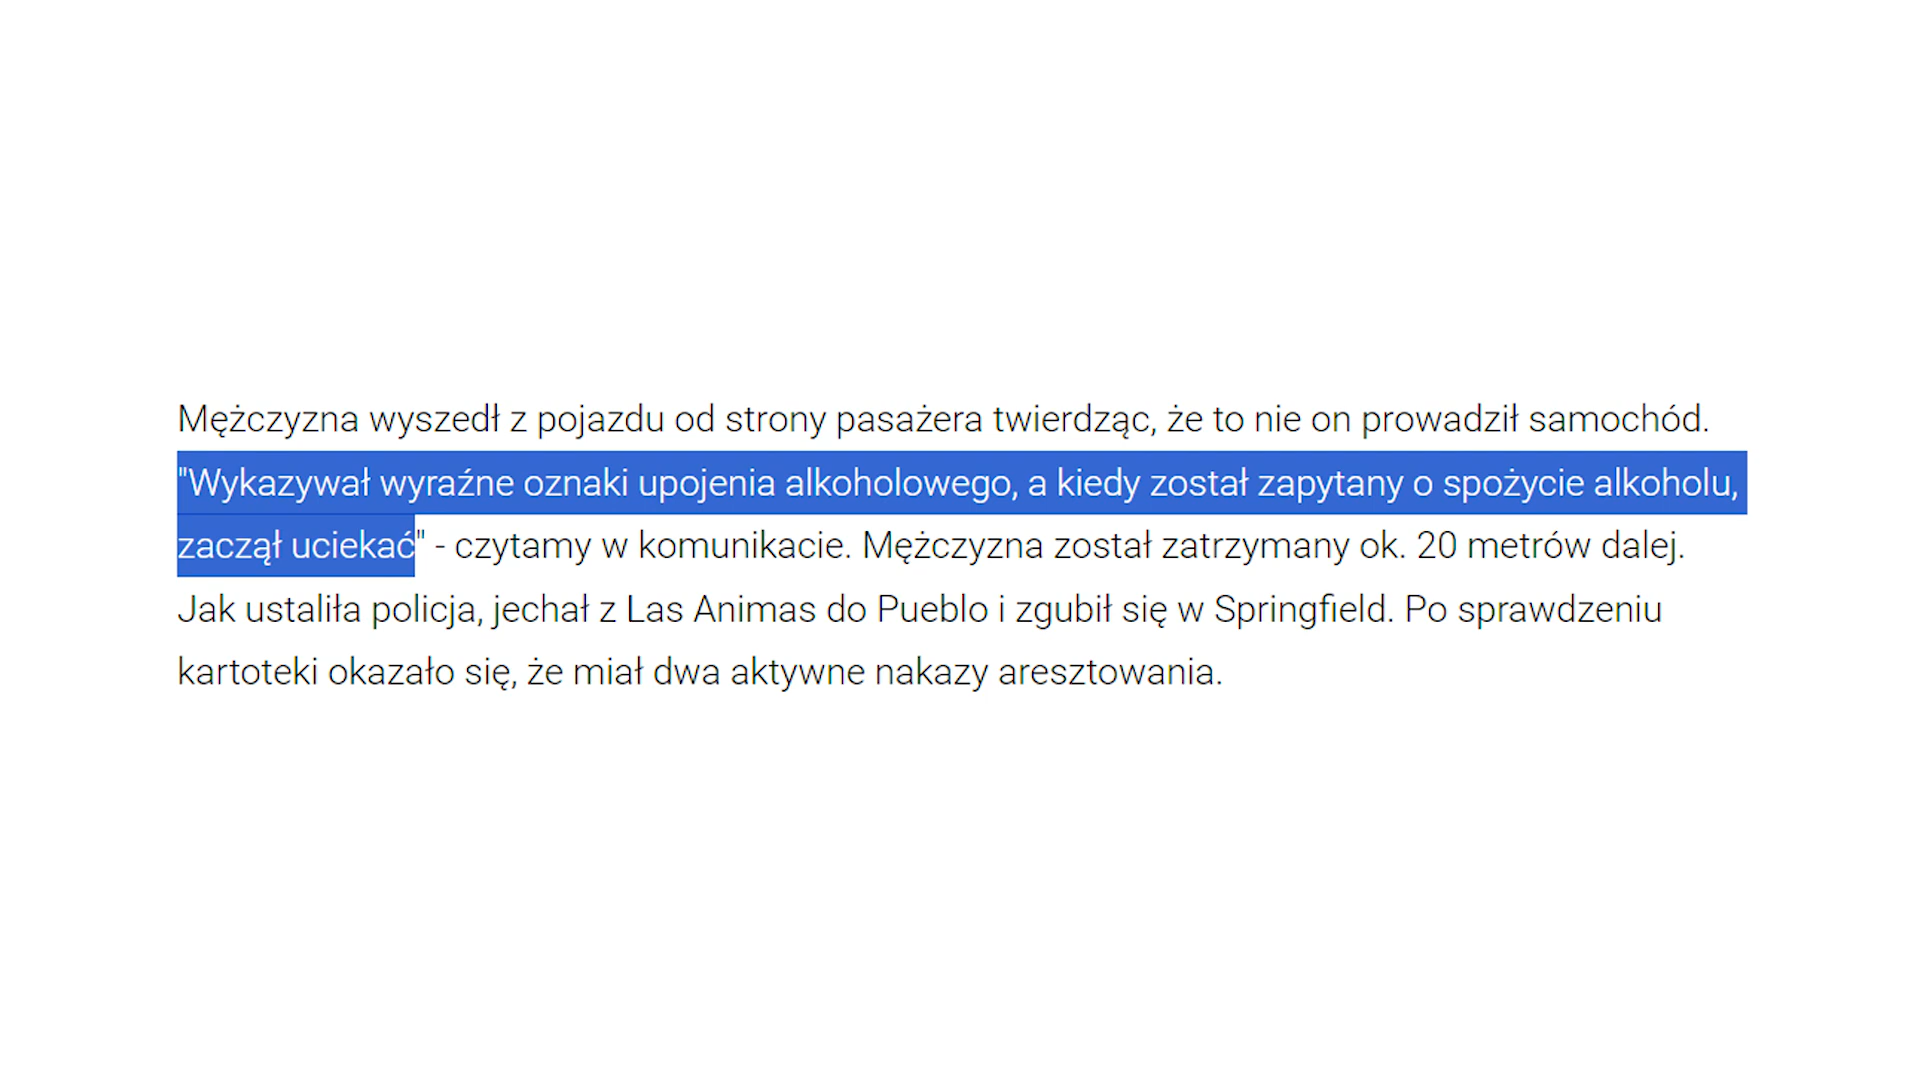 Mężczyzna wyszedł z pojazdu od strony pasażera twierdząc, że to nie on prowadził samochód.
"Wykazywał wyraźne oznaki upojenia alkoholowego, a kiedy został zapytany o spożycie alkoholu,
zaczął uciekać" - czytamy w komunikacie. Mężczyzna został zatrzymany ok. 20 metrów dalej.
Jak ustaliła policja, jechał z Las Animas do Pueblo i zgubił się w Springfield. Po sprawdzeniu
kartoteki okazało się, że miał dwa aktywne nakazy aresztowania.